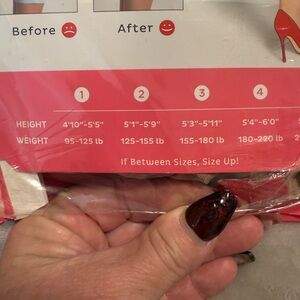 Before After
1 2 3 4
HEIGHT 4'10"-5'5" 5'1"-5'9" 5'3"-5'11" 5'4"-6'0"
WEIGHT 95-125 lb 125-155 lb 155-180 lb 180-220 lb
If Between Sizes, Size Up!